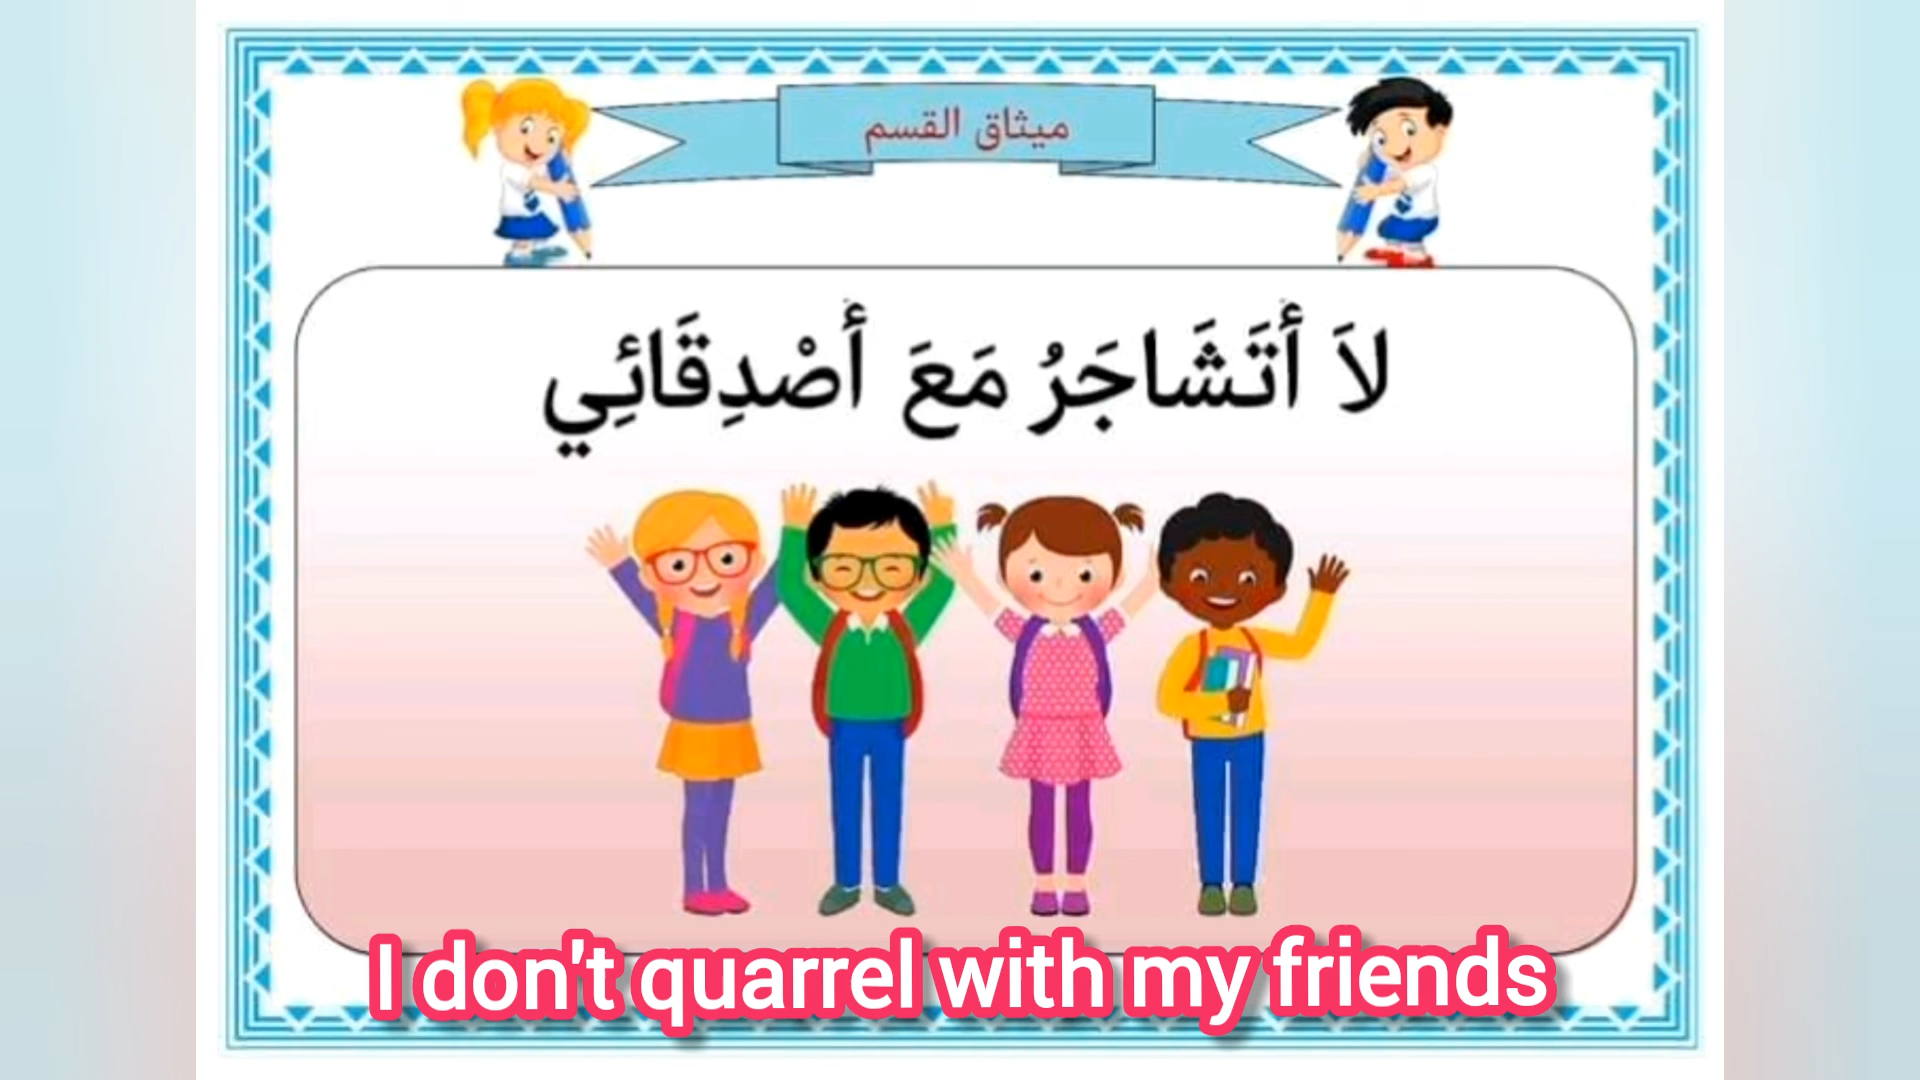 ميثاق القسم
لاَ أَتَشَاجَرُ مَعَ أَصْدِقَائِي
I don't quarrel with my friends